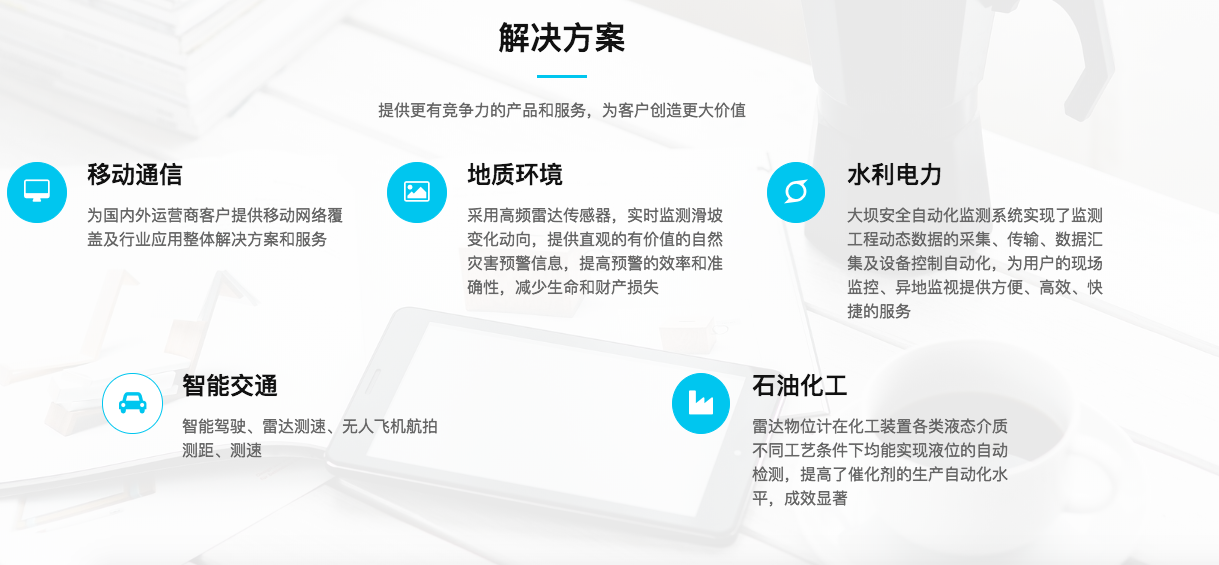 解决方案
提供更有竞争力的产品和服务，为客户创造更大价值
移动通信
为国内外运营商客户提供移动网络覆
盖及行业应用整体解决方案和服务
地质环境
采用高频雷达传感器，实时监测滑坡
变化动向，提供直观的有价值的自然
灾害预警信息，提高预警的效率和准
确性，减少生命和财产损失
水利电力
大坝安全自动化监测系统实现了监测
工程动态数据的采集、传输、数据汇
集及设备控制自动化，为用户的现场
监控、异地监视提供方便、高效、快
捷的服务
智能交通
智能驾驶、雷达测速、无人飞机航拍
测距、测速
石油化工
雷达物位计在化工装置各类液态介质
不同工艺条件下均能实现液位的自动
检测，提高了催化剂的生产自动化水
平，成效显著